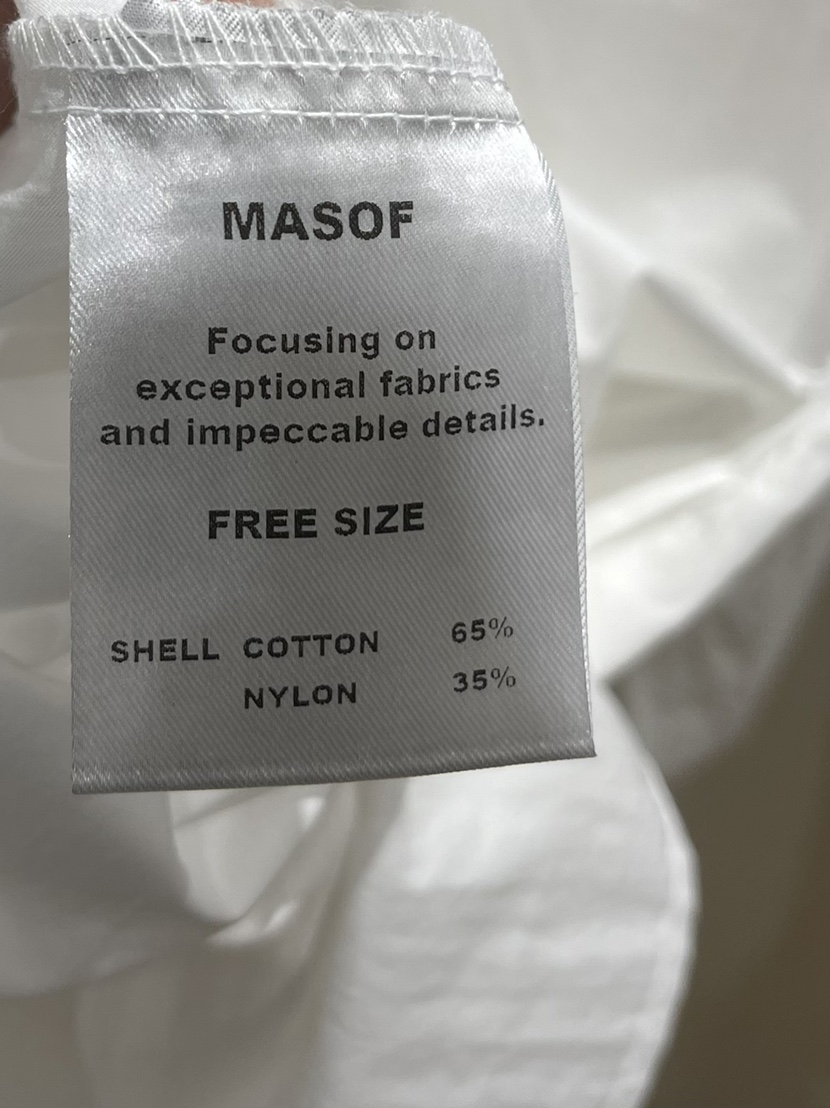 MASOF
Focusing on
exceptional fabrics
and impeccable details.
FREE SIZE
SHELL COTTON 65%
NYLON 35%